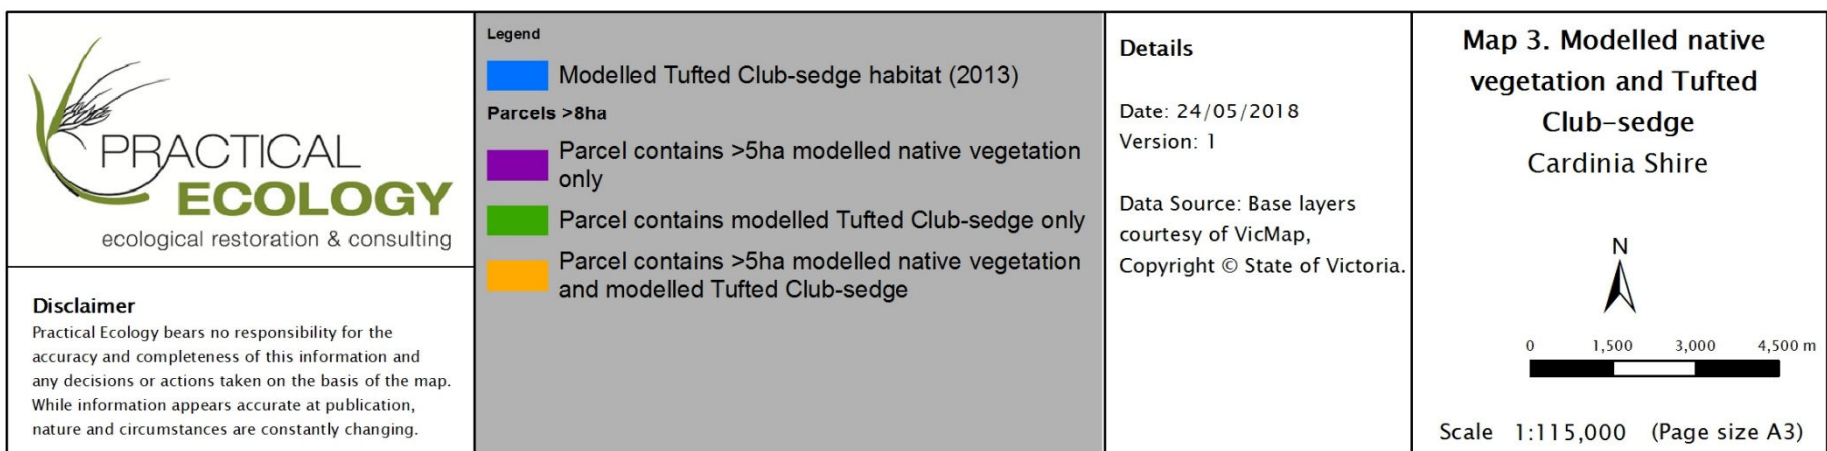 PRACTICAL
ECOLOGY
ecological restoration & consulting
Disclaimer
Practical Ecology bears no responsibility for the
accuracy and completeness of this information and
any decisions or actions taken on the basis of the map.
While information appears accurate at publication,
nature and circumstances are constantly changing.
Legend
Modelled Tufted Club-sedge habitat (2013)
Parcels >8ha
Parcel contains >5ha modelled native vegetation
only
Parcel contains modelled Tufted Club-sedge only
Parcel contains >5ha modelled native vegetation
and modelled Tufted Club-sedge
Details
Date: 24/05/2018
Version: 1
Data Source: Base layers
courtesy of VicMap,
Copyright © State of Victoria.
Map 3. Modelled native
vegetation and Tufted
Club-sedge
Cardinia Shire
N
0 1,500 3,000 4,500 m
Scale 1:115,000 (Page size A3)